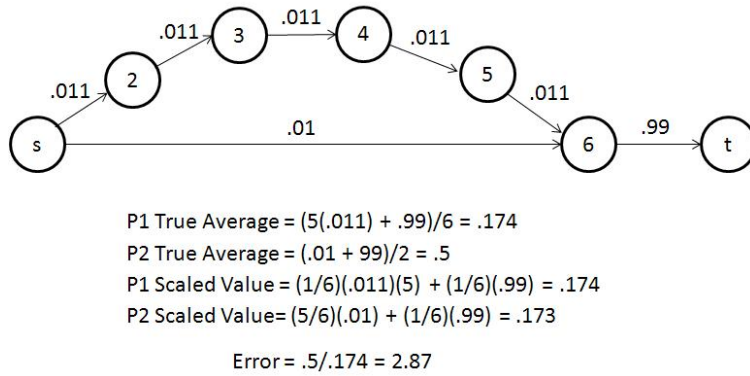 .011
3
.011
4
.011
2
.011
5
.011
s
.01
6
.99
t
P1 True Average = (5(.011) + .99)/6 = .174
P2 True Average = (.01 + 99)/2 = .5
P1 Scaled Value = (1/6)(.011)(5) + (1/6)(.99) = .174
P2 Scaled Value= (5/6)(.01) + (1/6)(.99) = .173
Error = .5/.174 = 2.87